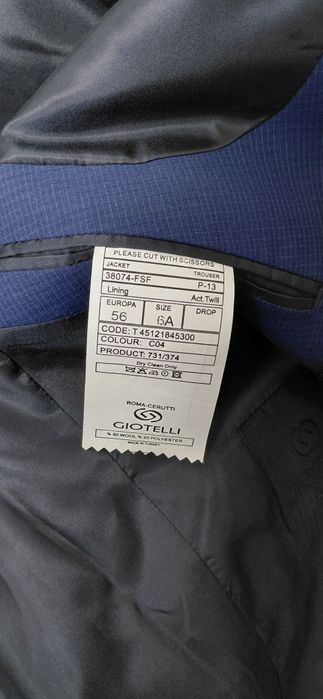 PLEASE CUT WITH SCISSORS
JACKET TROUSER
38074-FSF P-13
Lining Act.Twill
EUROPA SIZE DROP
56 6A
CODE: T 45121845300
COLOUR: C04
PRODUCT: 731/374
Dry Clean Only
ROMA-CERUTTI
GIOTELLI
% 80 WOOL % 20 POLYESTER
MADE IN TURKEY